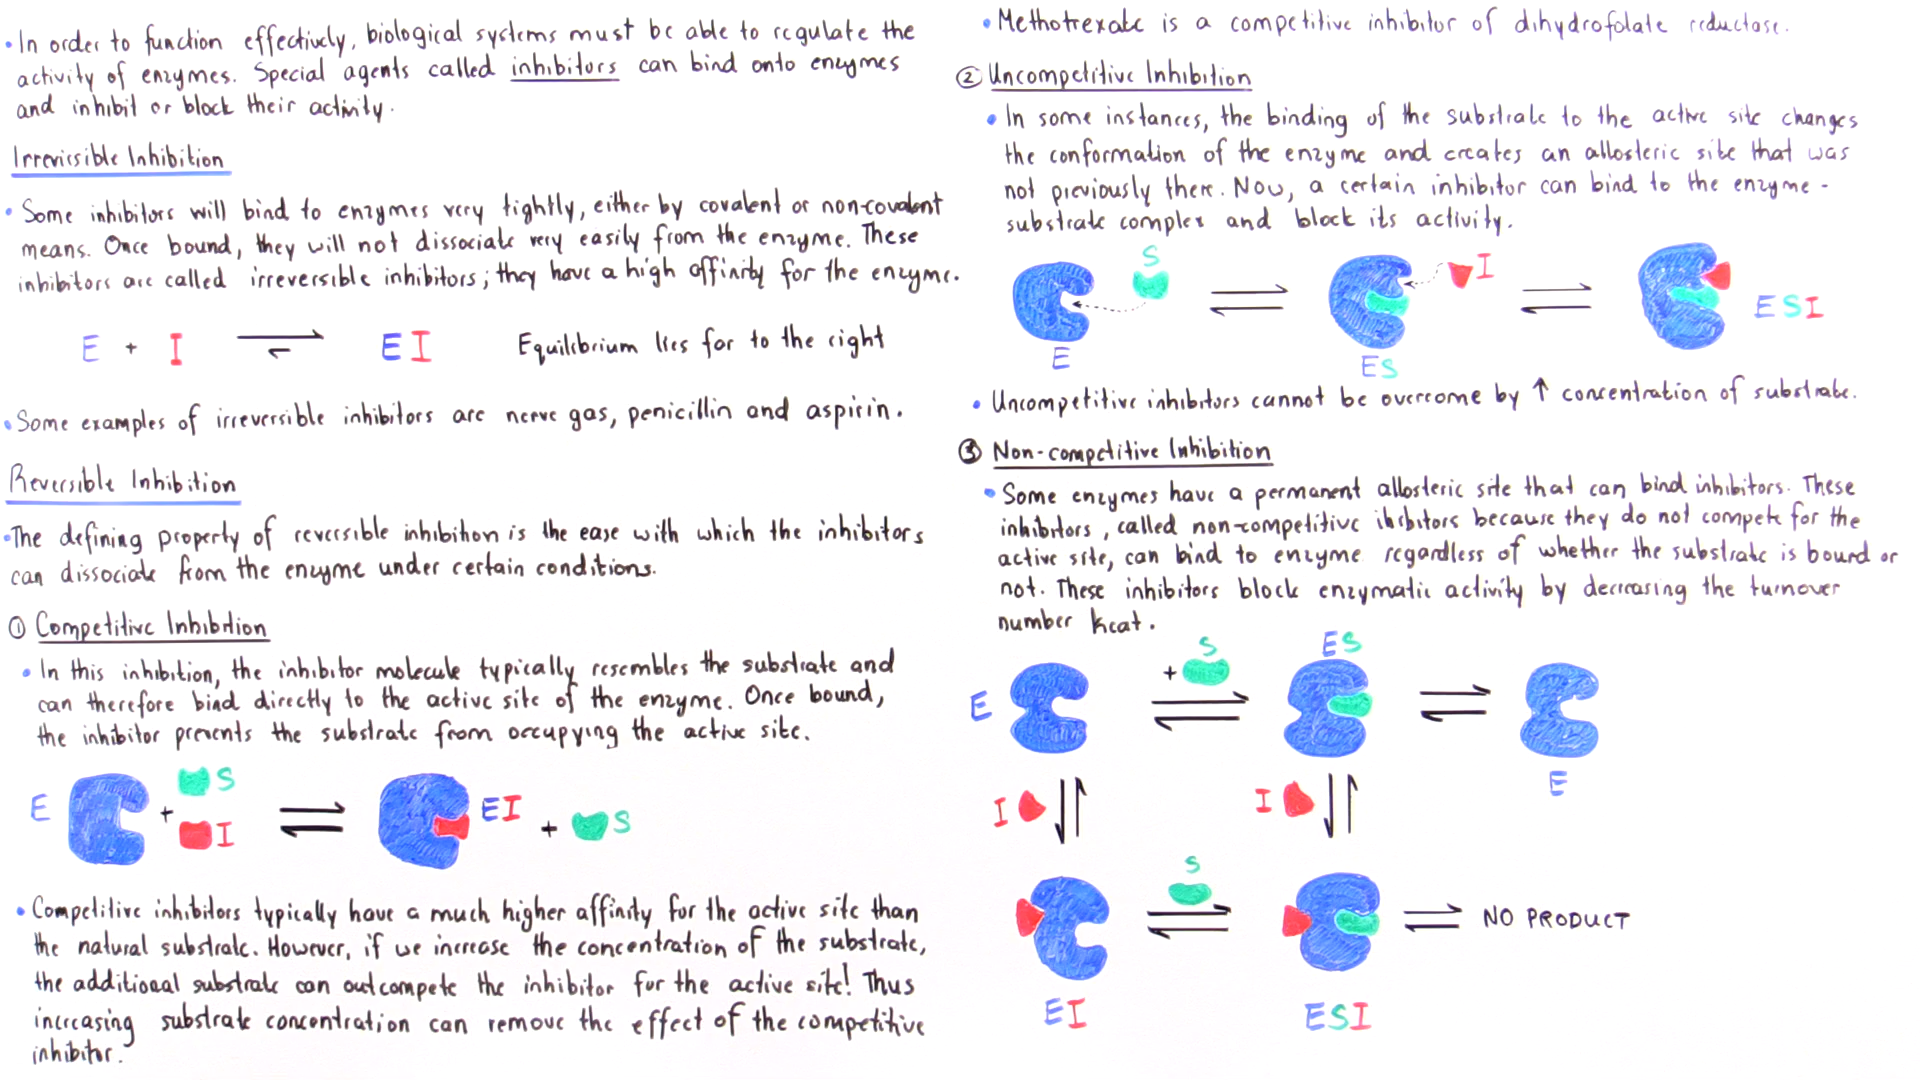 •In order to function effectively, biological systems must be able to regulate the
activity of enzymes. Special agents called inhibitors can bind onto enzymes
and inhibit or block their activity.
Irreversible Inhibition
• Some inhibitors will bind to enzymes very tightly, either by covalent or non-covalent
means. Once bound, they will not dissociate very easily from the enzyme. These
inhibitors are called irreversible inhibitors; they have a high affinity for the enzyme.
E + I ⇌ EI Equilibrium lies far to the right
•Some examples of irreversible inhibitors are nerve gas, penicillin and aspirin.
Reversible Inhibition
•The defining property of reversible inhibition is the ease with which the inhibitors
can dissociate from the enzyme under certain conditions.
① Competitive Inhibition
• In this inhibition, the inhibitor molecule typically resembles the substrate and
can therefore bind directly to the active site of the enzyme. Once bound,
the inhibitor prevents the substrate from occupying the active site.
E + S I ⇌ EI + S
• Competitive inhibitors typically have a much higher affinity for the active site than
the natural substrate. However, if we increase the concentration of the substrate,
the additional substrate can outcompete the inhibitor for the active site! Thus
increasing substrate concentration can remove the effect of the competitive
inhibitor.
• Methotrexate is a competitive inhibitor of dihydrofolate reductase.
② Uncompetitive Inhibition
• In some instances, the binding of the substrate to the active site changes
the conformation of the enzyme and creates an allosteric site that was
not previously there. Now, a certain inhibitor can bind to the enzyme -
substrate complex and block its activity.
S I
⇌ ⇌ ESI
E ES
• Uncompetitive inhibitors cannot be overcome by ↑ concentration of substrate.
③ Non-competitive Inhibition
• Some enzymes have a permanent allosteric site that can bind inhibitors. These
inhibitors, called non-competitive inhibitors because they do not compete for the
active site, can bind to enzyme regardless of whether the substrate is bound or
not. These inhibitors block enzymatic activity by decreasing the turnover
number kcat.
S ES
+
E ⇌ ⇌
E
I I
S
⇌ ⇌ NO PRODUCT
EI ESI